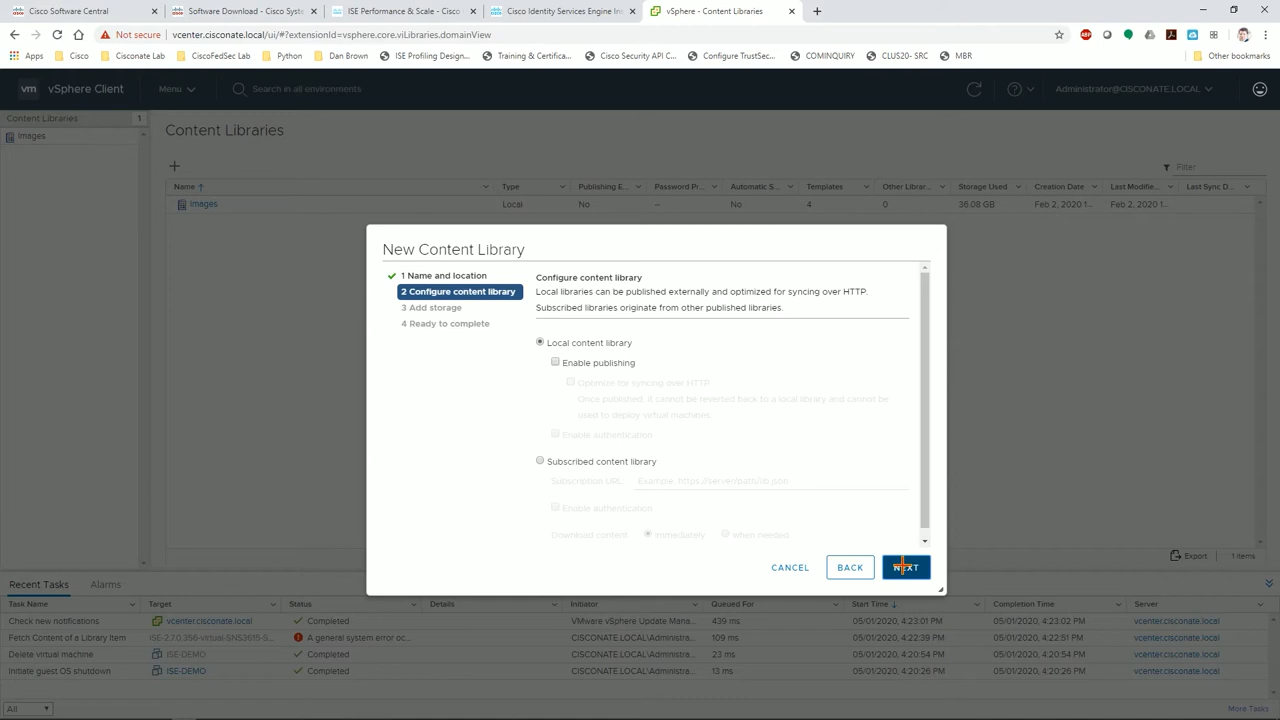 Cisco Software Central
Software Download - Cisco Syste
ISE Performance & Scale - Cisco
Cisco Identity Services Engine In
vSphere - Content Libraries
Not secure
vcenter.cisconate.local/ui/#?extensionId=vsphere.core.viLibraries.domainView
Apps
Cisco
Cisconate Lab
CiscoFedSec Lab
Python
Dan Brown
ISE Profiling Design...
Training & Certifica...
Cisco Security API C...
Configure TrustSec...
COMINQUIRY
CLUS20- SRC
MBR
Other bookmarks
vm
vSphere Client
Menu
Search in all environments
Administrator@CISCONATE.LOCAL
Content Libraries
1
Images
Content Libraries
Filter
Name
Type
Publishing E...
Password Pr...
Automatic S...
Templates
Other Librar...
Storage Used
Creation Date
Last Modifie...
Last Sync D...
Images
Local
No
--
No
4
0
36.08 GB
Feb 2, 2020 1...
Feb 2, 2020 1...
New Content Library
1 Name and location
2 Configure content library
3 Add storage
4 Ready to complete
Configure content library
Local libraries can be published externally and optimized for syncing over HTTP.
Subscribed libraries originate from other published libraries.
Local content library
Enable publishing
Optimize for syncing over HTTP
Once published, it cannot be reverted back to a local library and cannot be
used to deploy virtual machines.
Enable authentication
Subscribed content library
Subscription URL:
Example: https://server/path/lib.json
Enable authentication
Download content
immediately
when needed
CANCEL
BACK
NEXT
Export
1 items
Recent Tasks
Alarms
Task Name
Target
Status
Details
Initiator
Queued For
Start Time
Completion Time
Server
Check new notifications
vcenter.cisconate.local
Completed
VMware vSphere Update Mana...
439 ms
05/01/2020, 4:23:01 PM
05/01/2020, 4:23:02 PM
vcenter.cisconate.local
Fetch Content of a Library Item
ISE-2.7.0.356-virtual-SNS3615-S...
A general system error oc...
CISCONATE.LOCAL\Administra...
109 ms
05/01/2020, 4:22:39 PM
05/01/2020, 4:22:51 PM
vcenter.cisconate.local
Delete virtual machine
ISE-DEMO
Completed
CISCONATE.LOCAL\Administra...
23 ms
05/01/2020, 4:20:54 PM
05/01/2020, 4:20:54 PM
vcenter.cisconate.local
Initiate guest OS shutdown
ISE-DEMO
Completed
CISCONATE.LOCAL\Administra...
13 ms
05/01/2020, 4:20:54 PM
05/01/2020, 4:20:54 PM
vcenter.cisconate.local
All
More Tasks